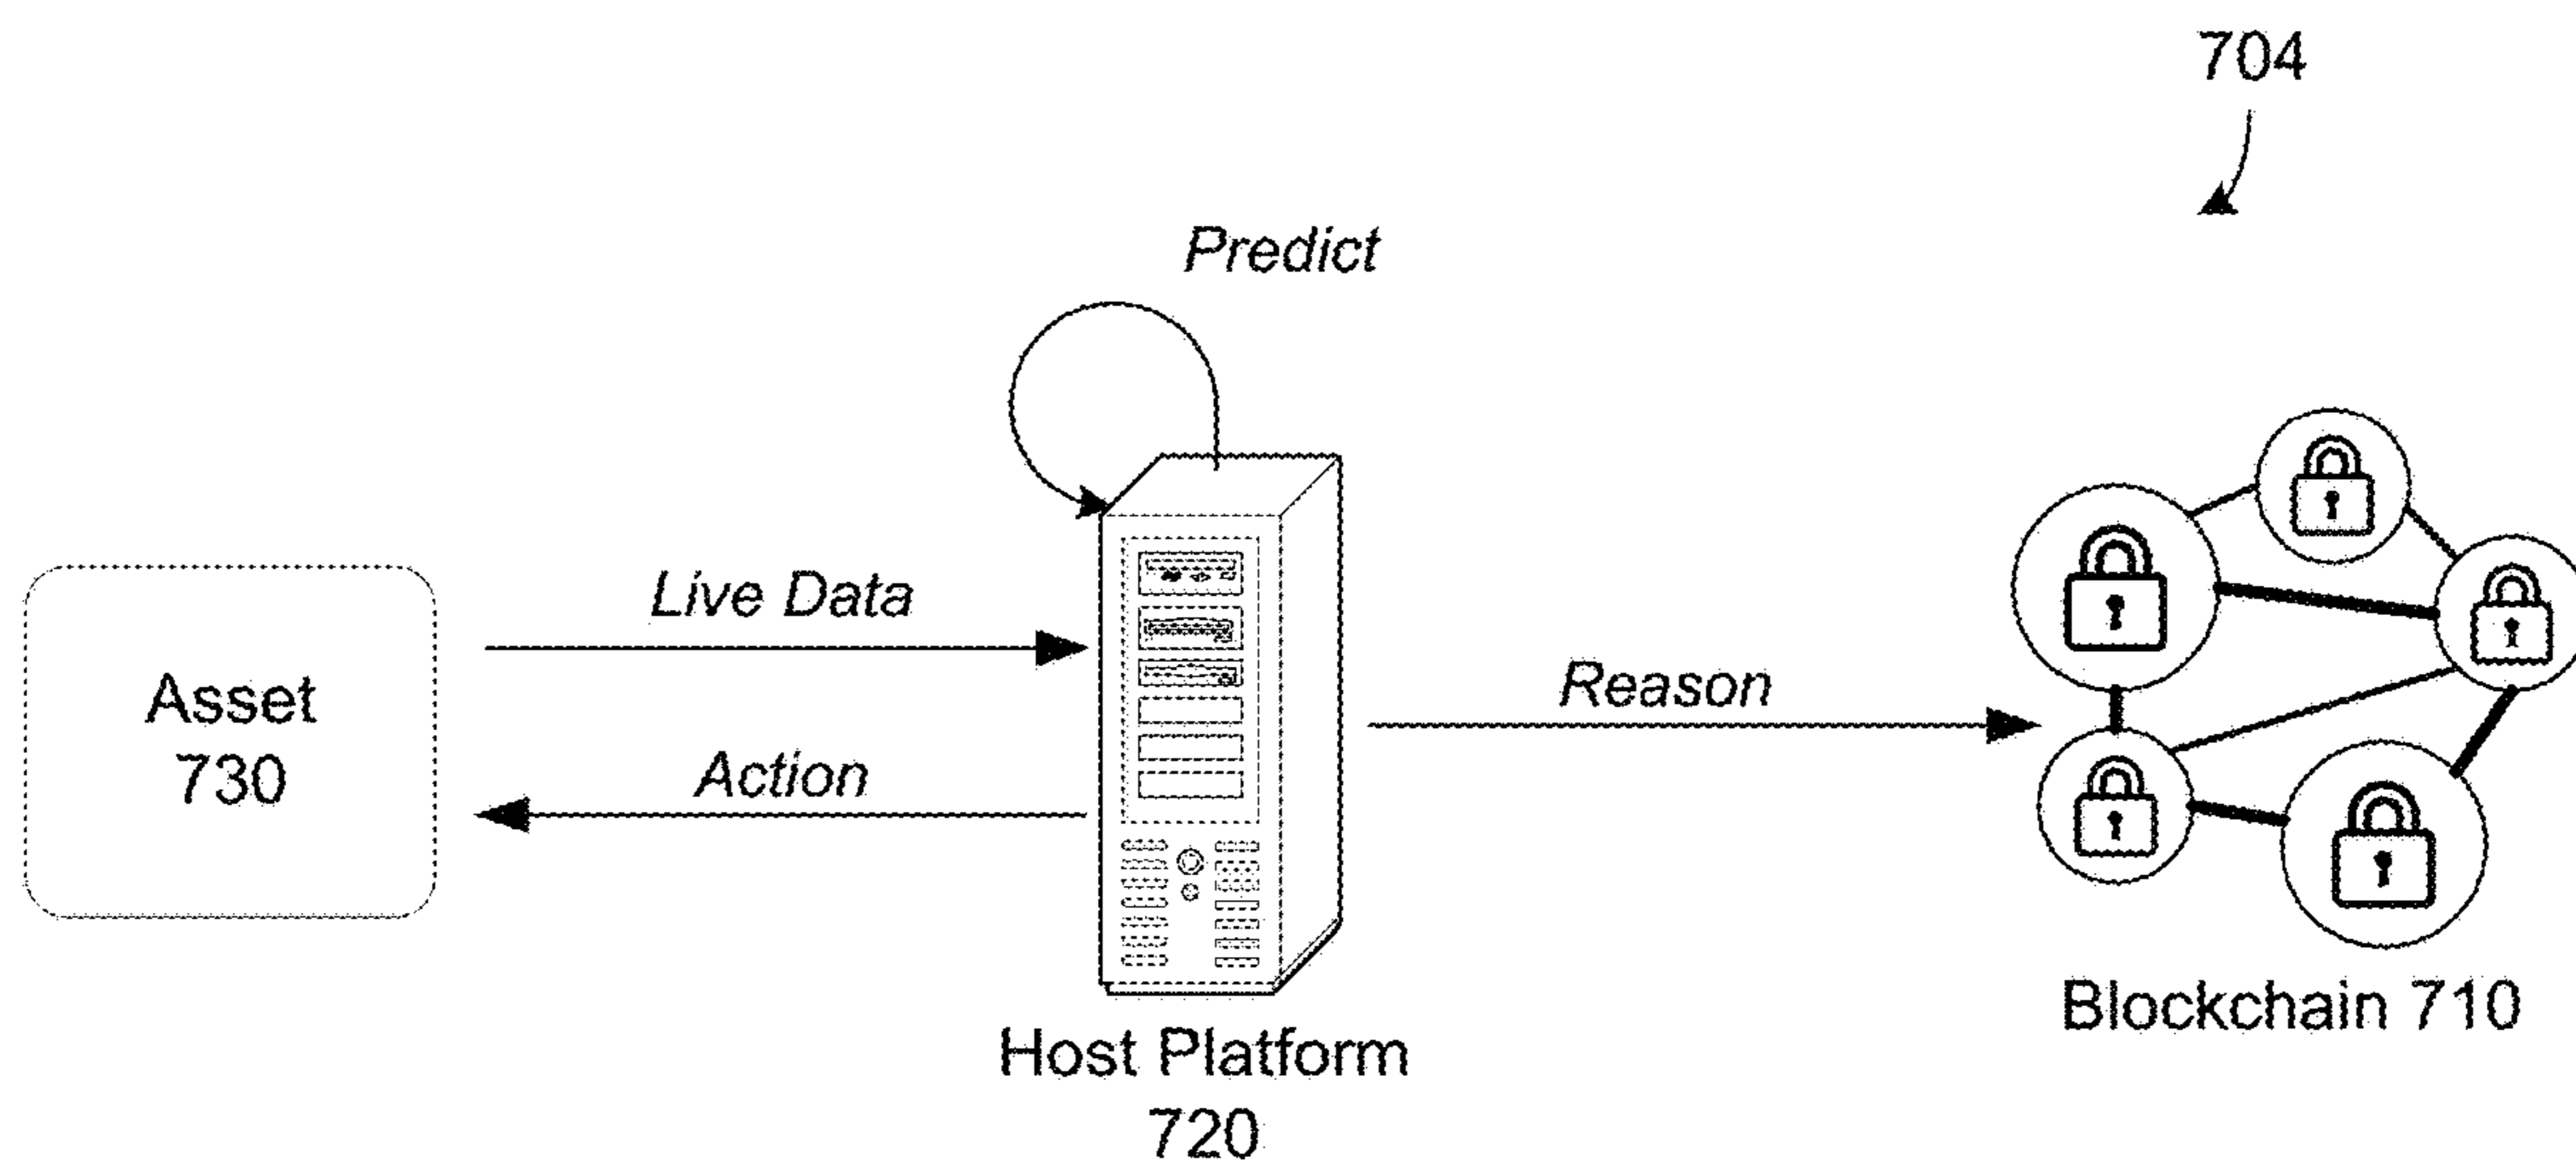 704
Predict
Live Data
Asset
730
Action
Reason
Host Platform
720
Blockchain 710